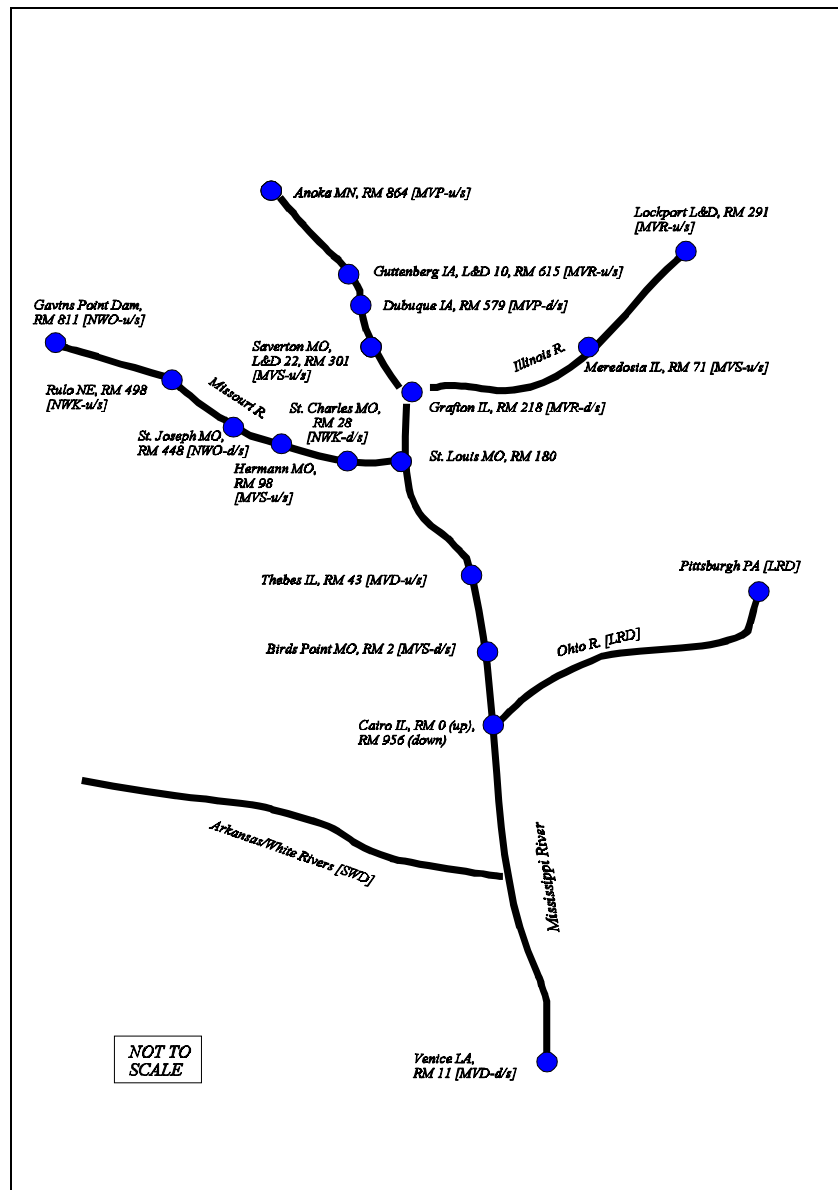 Anoka MN, RM 864 [MVP-u/s]
Lockport L&D, RM 291
[MVR-u/s]
Guttenberg IA, L&D 10, RM 615 [MVR-u/s]
Gavins Point Dam,
RM 811 [NWO-u/s]
Dubuque IA, RM 579 [MVP-d/s]
Saverton MO,
L&D 22, RM 301
[MVS-u/s]
Illinois R.
Meredosia IL, RM 71 [MVS-u/s]
Rulo NE, RM 498
[NWK-u/s]
Missouri R.
Grafton IL, RM 218 [MVR-d/s]
St. Charles MO,
RM 28
[NWK-d/s]
St. Joseph MO,
RM 448 [NWO-d/s]
Hermann MO,
RM 98
[MVS-u/s]
St. Louis MO, RM 180
Thebes IL, RM 43 [MVD-u/s]
Pittsburgh PA [LRD]
Birds Point MO, RM 2 [MVS-d/s]
Ohio R. [LRD]
Cairo IL, RM 0 (up),
RM 956 (down)
Arkansas/White Rivers [SWD]
Mississippi River
NOT TO
SCALE
Venice LA,
RM 11 [MVD-d/s]